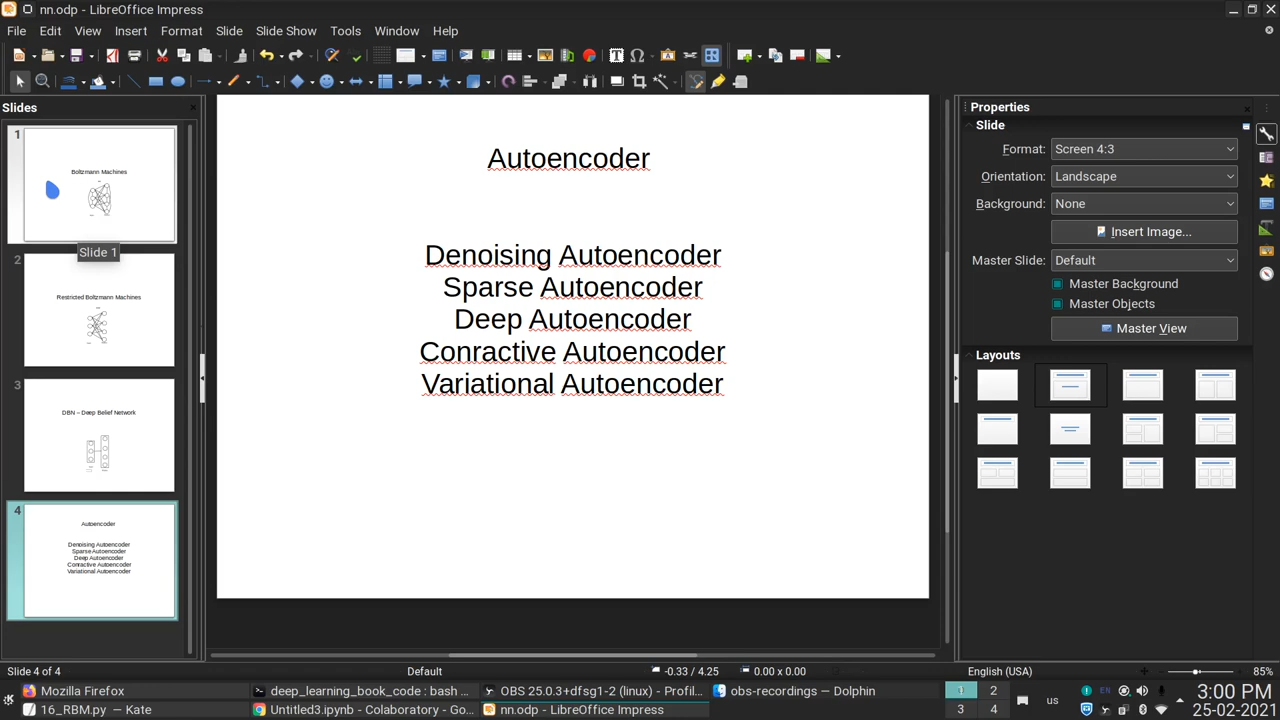 nn.odp - LibreOffice Impress
File Edit View Insert Format Slide Slide Show Tools Window Help
Slides
1
Boltzmann Machines
Slide 1
2
Restricted Boltzmann Machines
3
DBN – Deep Belief Network
4
Autoencoder
Denoising Autoencoder
Sparse Autoencoder
Deep Autoencoder
Conractive Autoencoder
Variational Autoencoder
Autoencoder
Denoising Autoencoder
Sparse Autoencoder
Deep Autoencoder
Conractive Autoencoder
Variational Autoencoder
Properties
Slide
Format: Screen 4:3
Orientation: Landscape
Background: None
Insert Image...
Master Slide: Default
Master Background
Master Objects
Master View
Layouts
Slide 4 of 4 Default -0.33 / 4.25 0.00 x 0.00 English (USA) 85%
Mozilla Firefox deep_learning_book_code : bash ... OBS 25.0.3+dfsg1-2 (linux) - Profil... obs-recordings — Dolphin 1 2 us EN 3:00 PM
16_RBM.py — Kate Untitled3.ipynb - Colaboratory - Go... nn.odp - LibreOffice Impress 3 4 25-02-2021